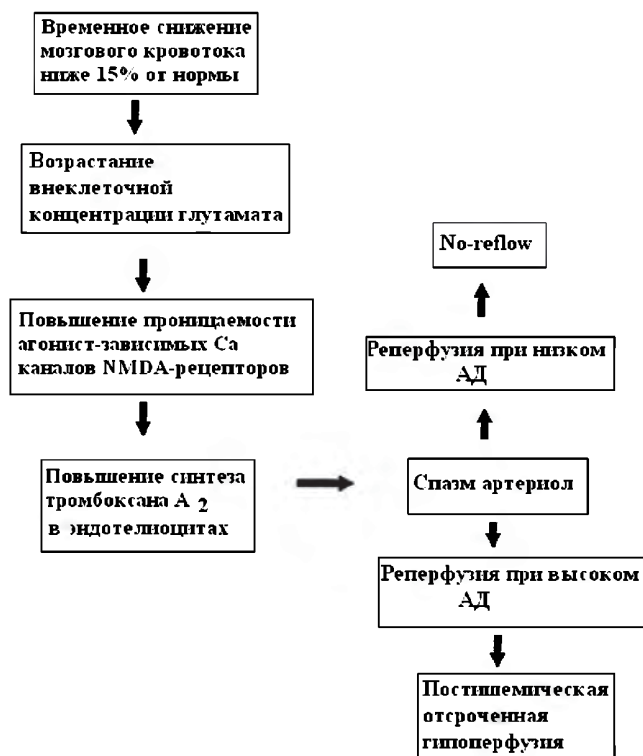 Временное снижение
мозгового кровотока
ниже 15% от нормы
Возрастание
внеклеточной
концентрации глутамата
Повышение проницаемости
агонист-зависимых Са
каналов NMDA-рецепторов
Повышение синтеза
тромбоксана А 2
в эндотелиоцитах
No-reflow
Реперфузия при низком
АД
Спазм артериол
Реперфузия при высоком
АД
Постишемическая
отсроченная
гипоперфузия